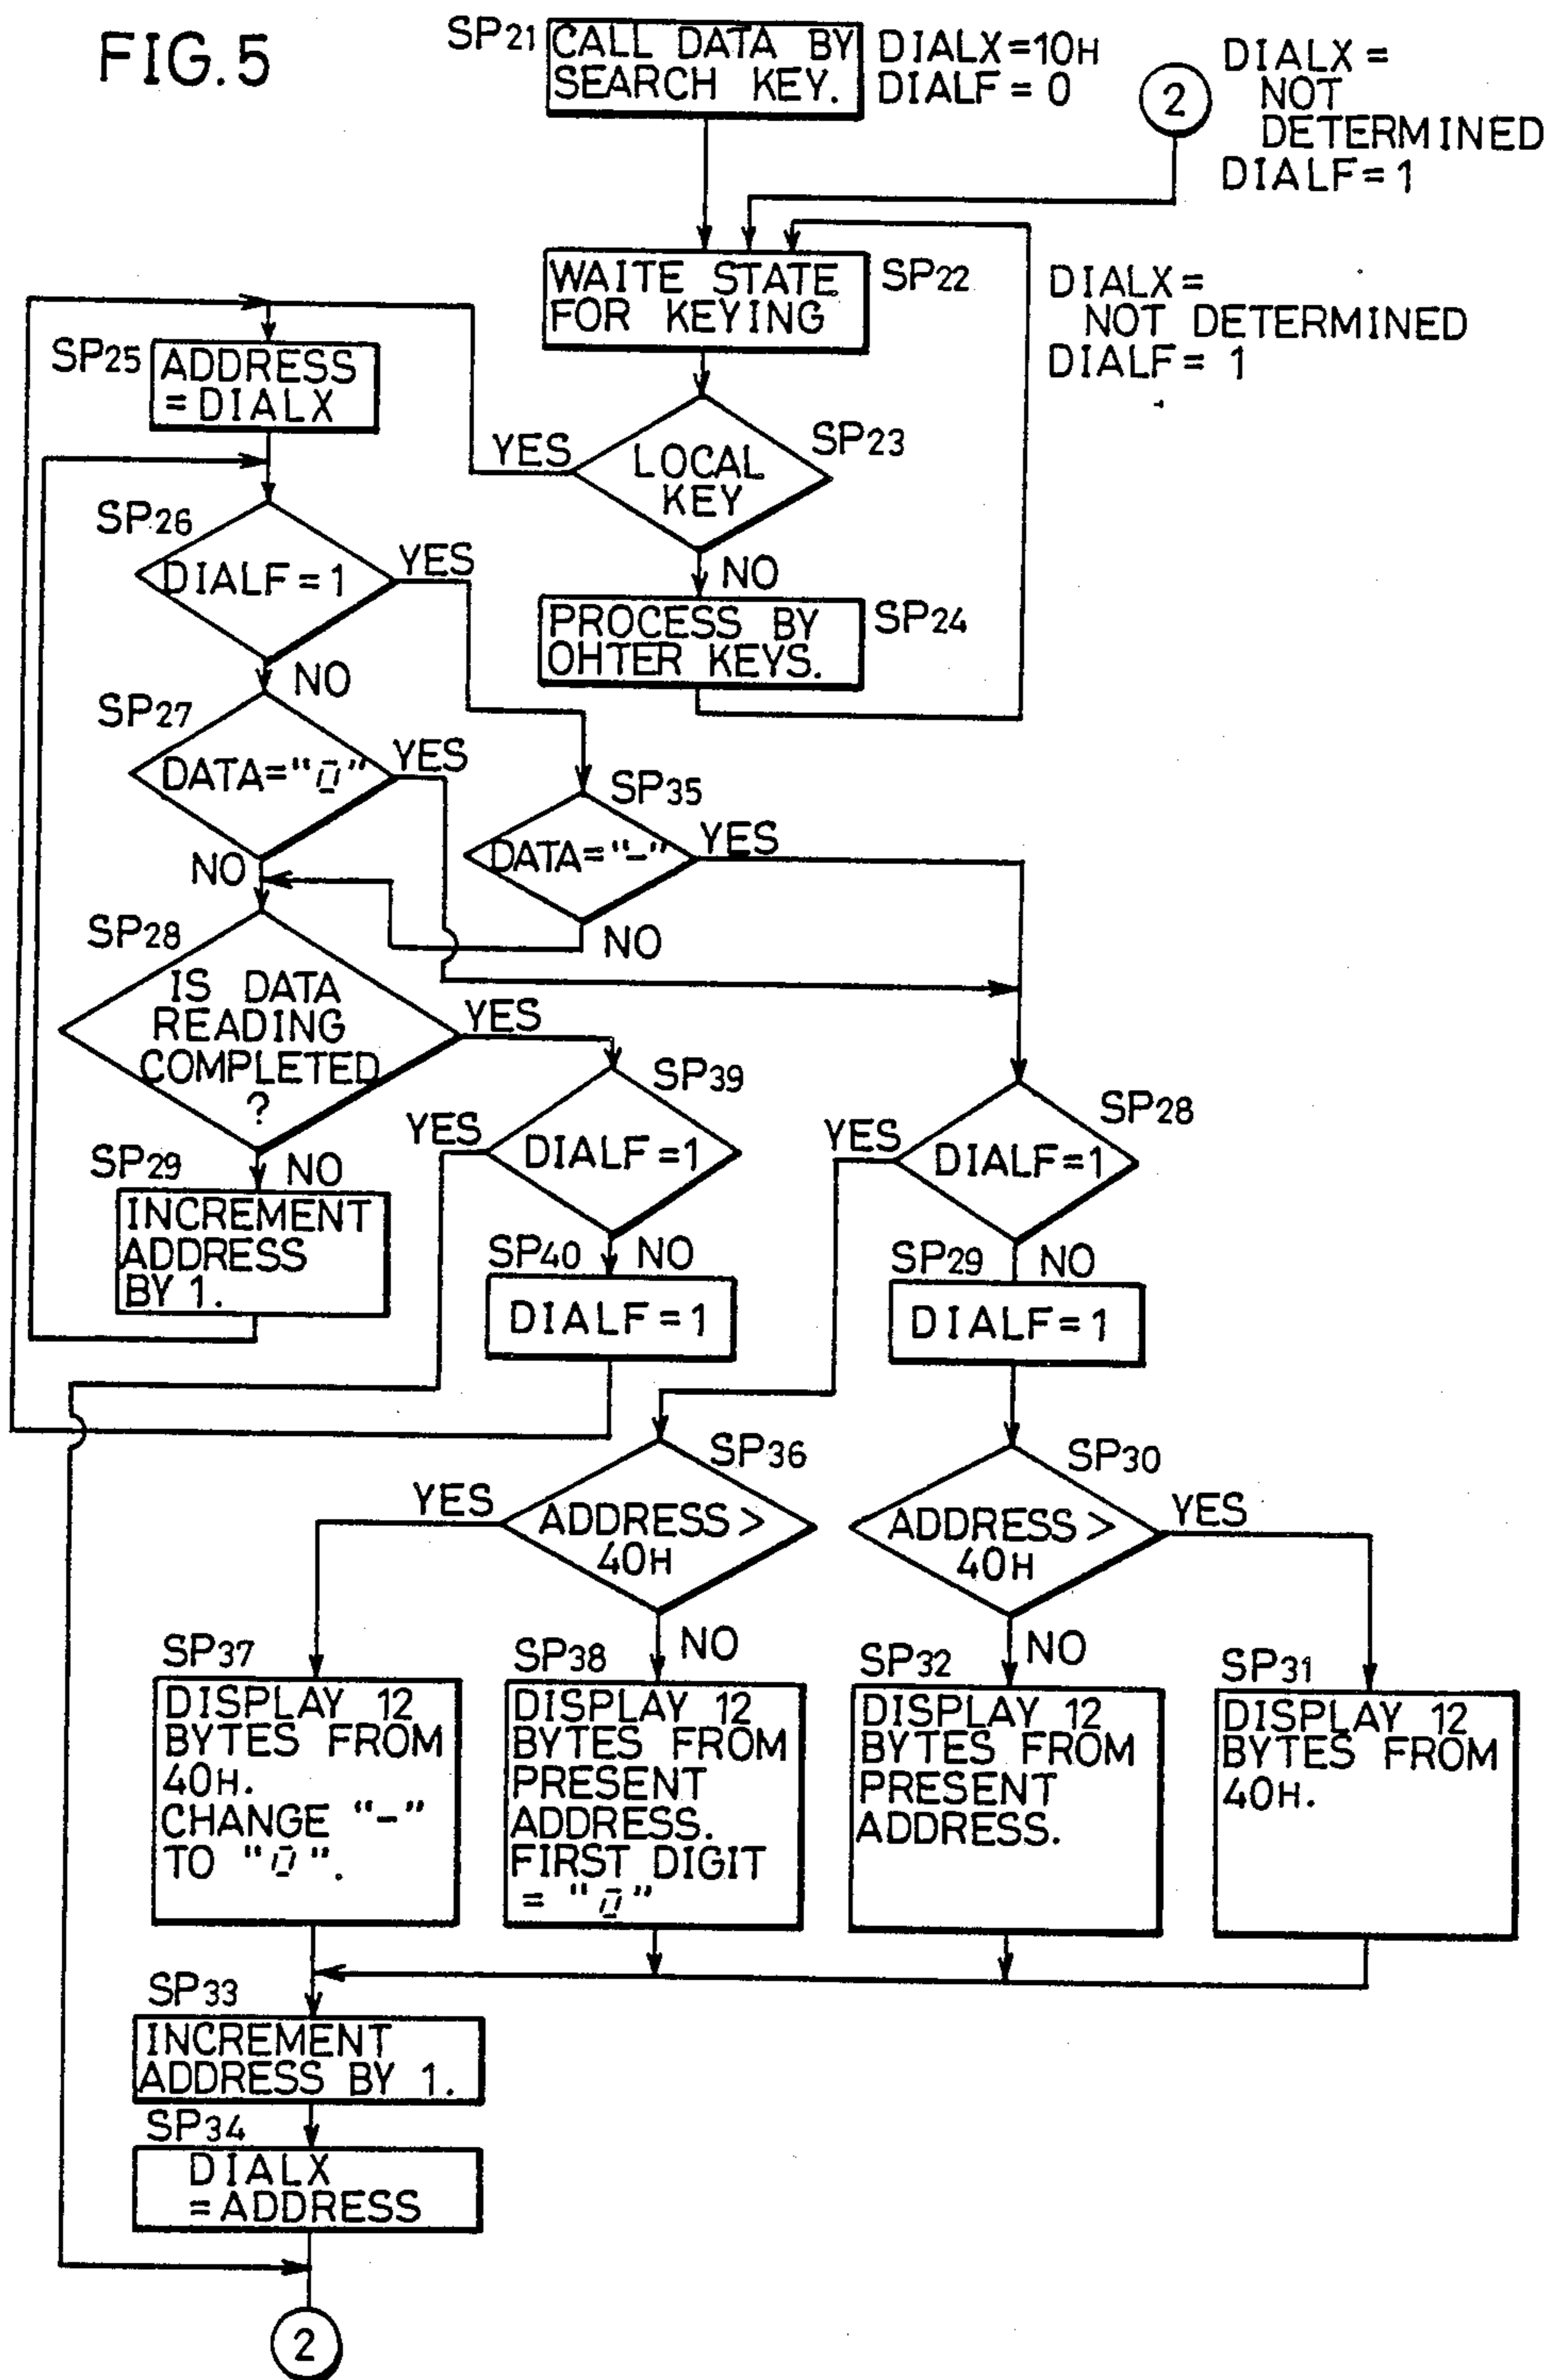 FIG. 5
SP21
CALL DATA BY
SEARCH KEY.
DIALX=10H
DIALF=0
2
DIALX=
NOT
DETERMINED
DIALF=1
WAITE STATE
FOR KEYING
SP22
DIALX=
NOT DETERMINED
DIALF=1
SP25
ADDRESS
=DIALX
YES
LOCAL
KEY
SP23
NO
SP26
DIALF=1
YES
NO
PROCESS BY
OHTER KEYS.
SP24
SP27
DATA="0"
YES
NO
SP35
DATA="-"
YES
NO
SP28
IS DATA
READING
COMPLETED
?
YES
NO
SP39
DIALF=1
YES
NO
SP28
DIALF=1
YES
NO
SP29
INCREMENT
ADDRESS
BY 1.
SP40
DIALF=1
SP29
DIALF=1
SP36
ADDRESS>
40H
YES
NO
SP30
ADDRESS>
40H
YES
NO
SP37
DISPLAY 12
BYTES FROM
40H.
CHANGE "-"
TO "0".
SP38
DISPLAY 12
BYTES FROM
PRESENT
ADDRESS.
FIRST DIGIT
= "0"
SP32
DISPLAY 12
BYTES FROM
PRESENT
ADDRESS.
SP31
DISPLAY 12
BYTES FROM
40H.
SP33
INCREMENT
ADDRESS BY 1.
SP34
DIALX
=ADDRESS
2